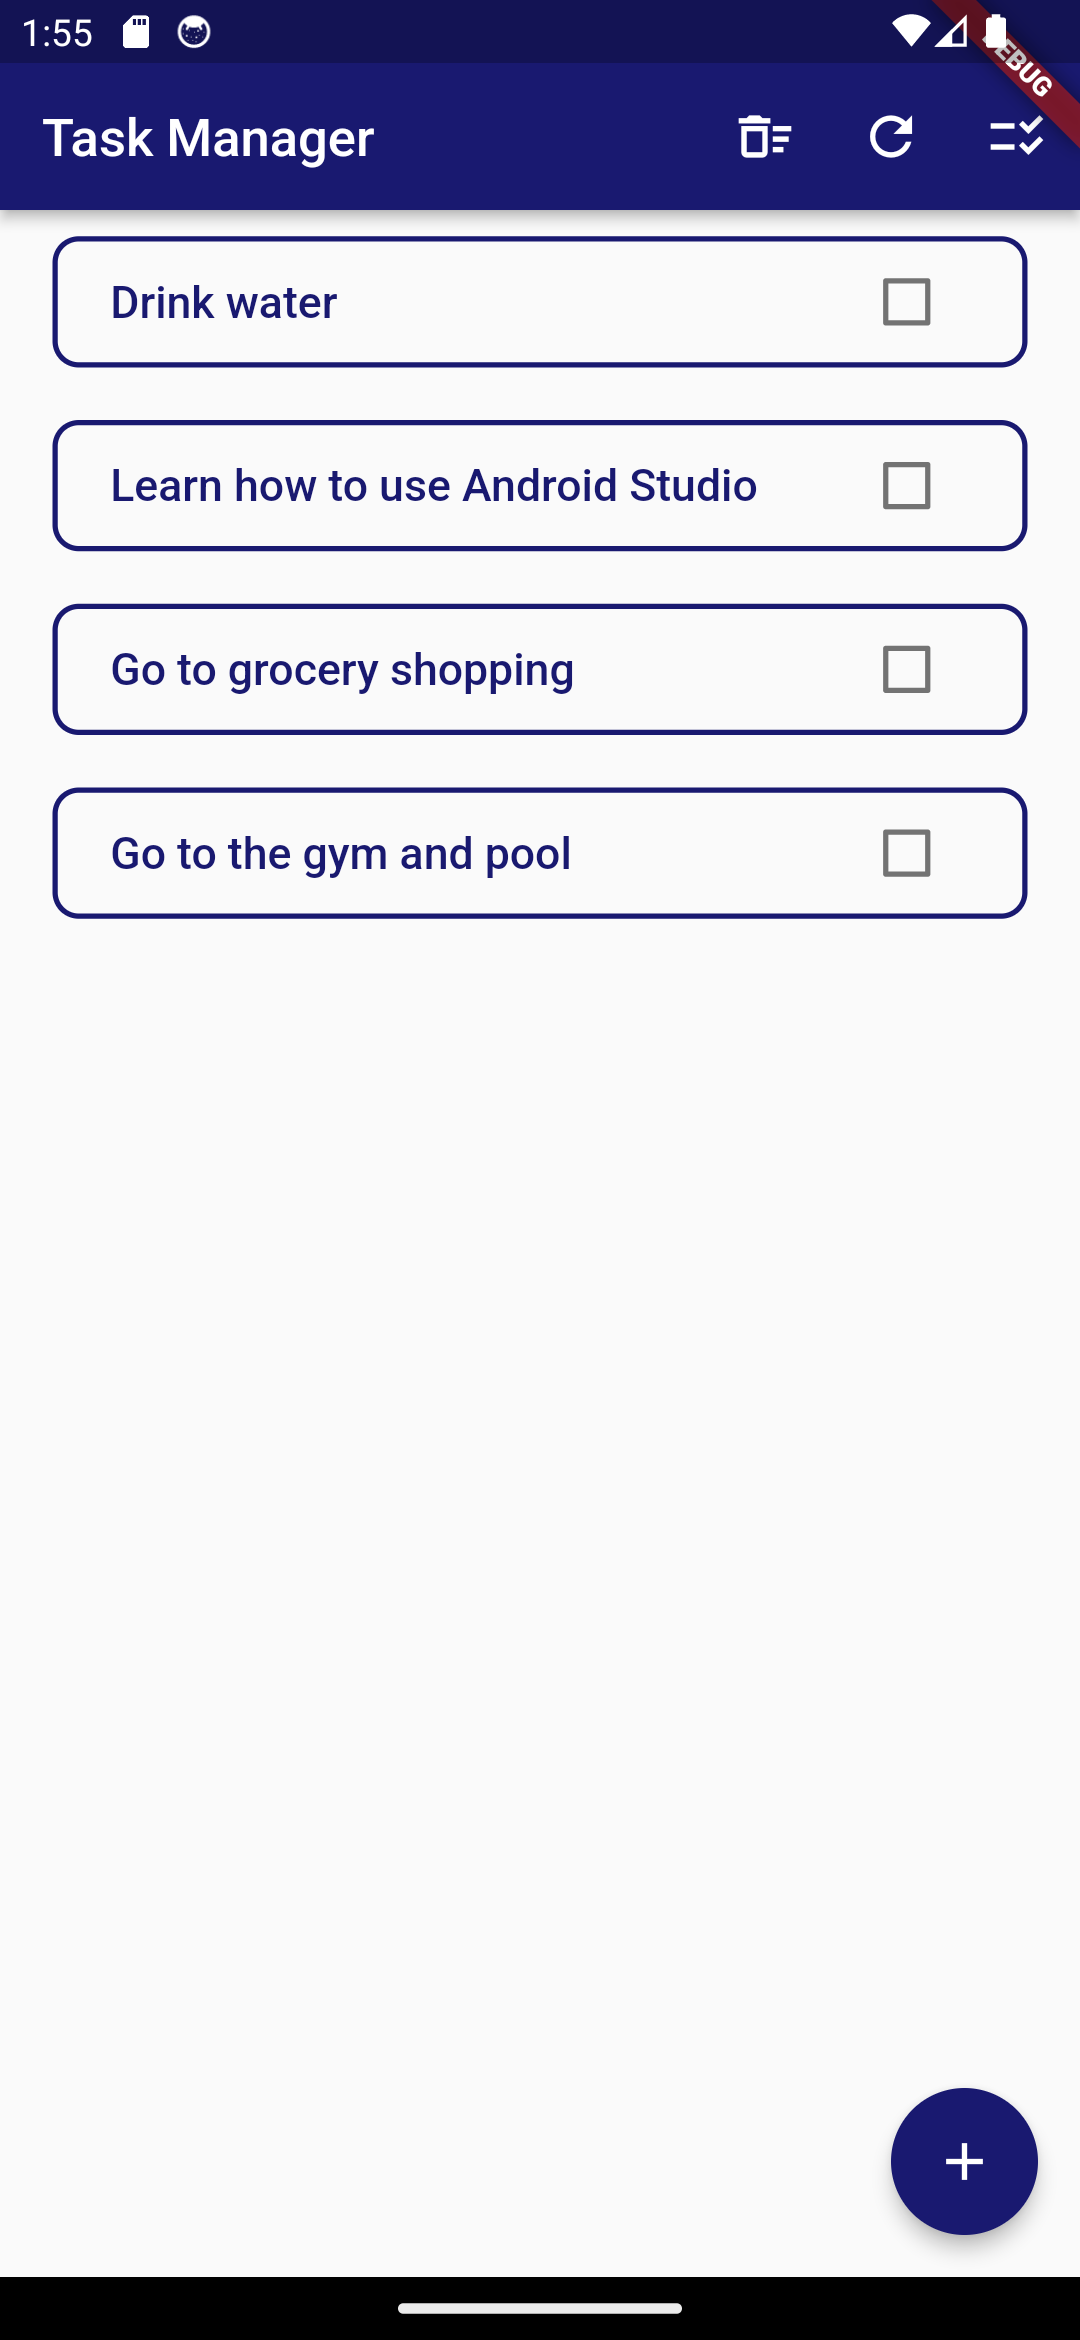 1:55
DEBUG
Task Manager
Drink water
Learn how to use Android Studio
Go to grocery shopping
Go to the gym and pool